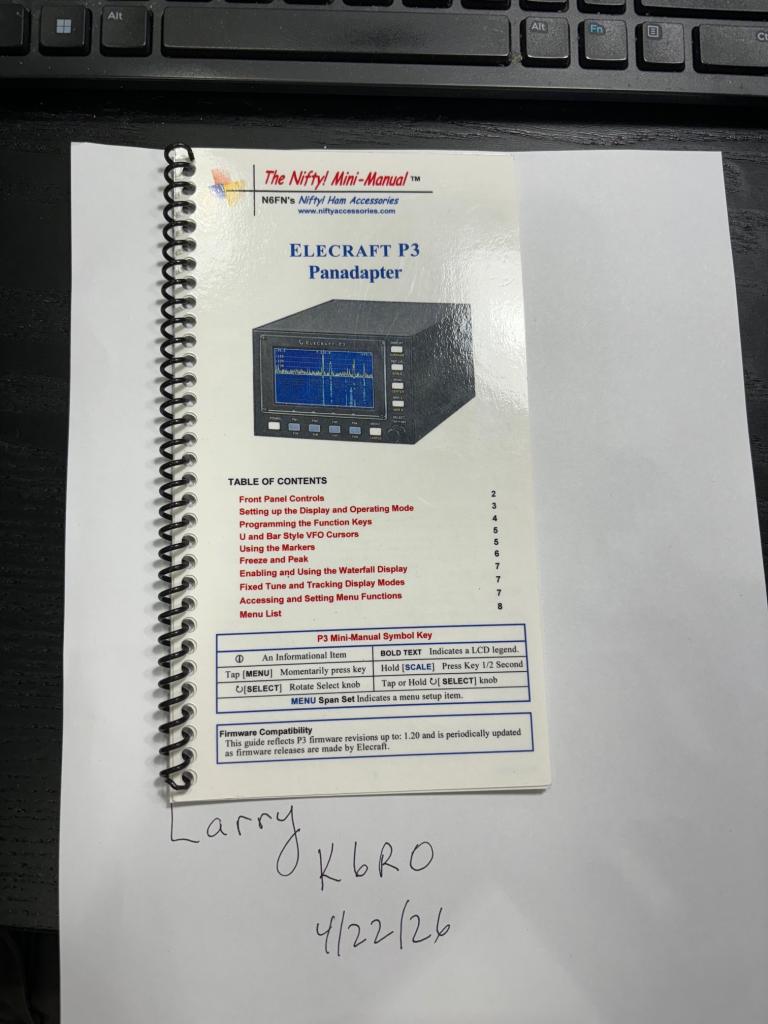 Alt
Alt
Fn
Ct
The Nifty! Mini-Manual ™
N6FN's Nifty! Ham Accessories
www.niftyaccessories.com
ELECRAFT P3
Panadapter
ELECRAFT P3
TABLE OF CONTENTS
Front Panel Controls 2
Setting up the Display and Operating Mode 3
Programming the Function Keys 4
U and Bar Style VFO Cursors 5
Using the Markers 5
Freeze and Peak 6
Enabling and Using the Waterfall Display 7
Fixed Tune and Tracking Display Modes 7
Accessing and Setting Menu Functions 7
Menu List 8
P3 Mini-Manual Symbol Key
ⓘ An Informational Item BOLD TEXT Indicates a LCD legend.
Tap [MENU] Momentarily press key Hold [SCALE] Press Key 1/2 Second
↻[SELECT] Rotate Select knob Tap or Hold ↻[SELECT] knob
MENU Span Set Indicates a menu setup item.
Firmware Compatibility
This guide reflects P3 firmware revisions up to: 1.20 and is periodically updated
as firmware releases are made by Elecraft.
Larry
K6RO
4/22/26